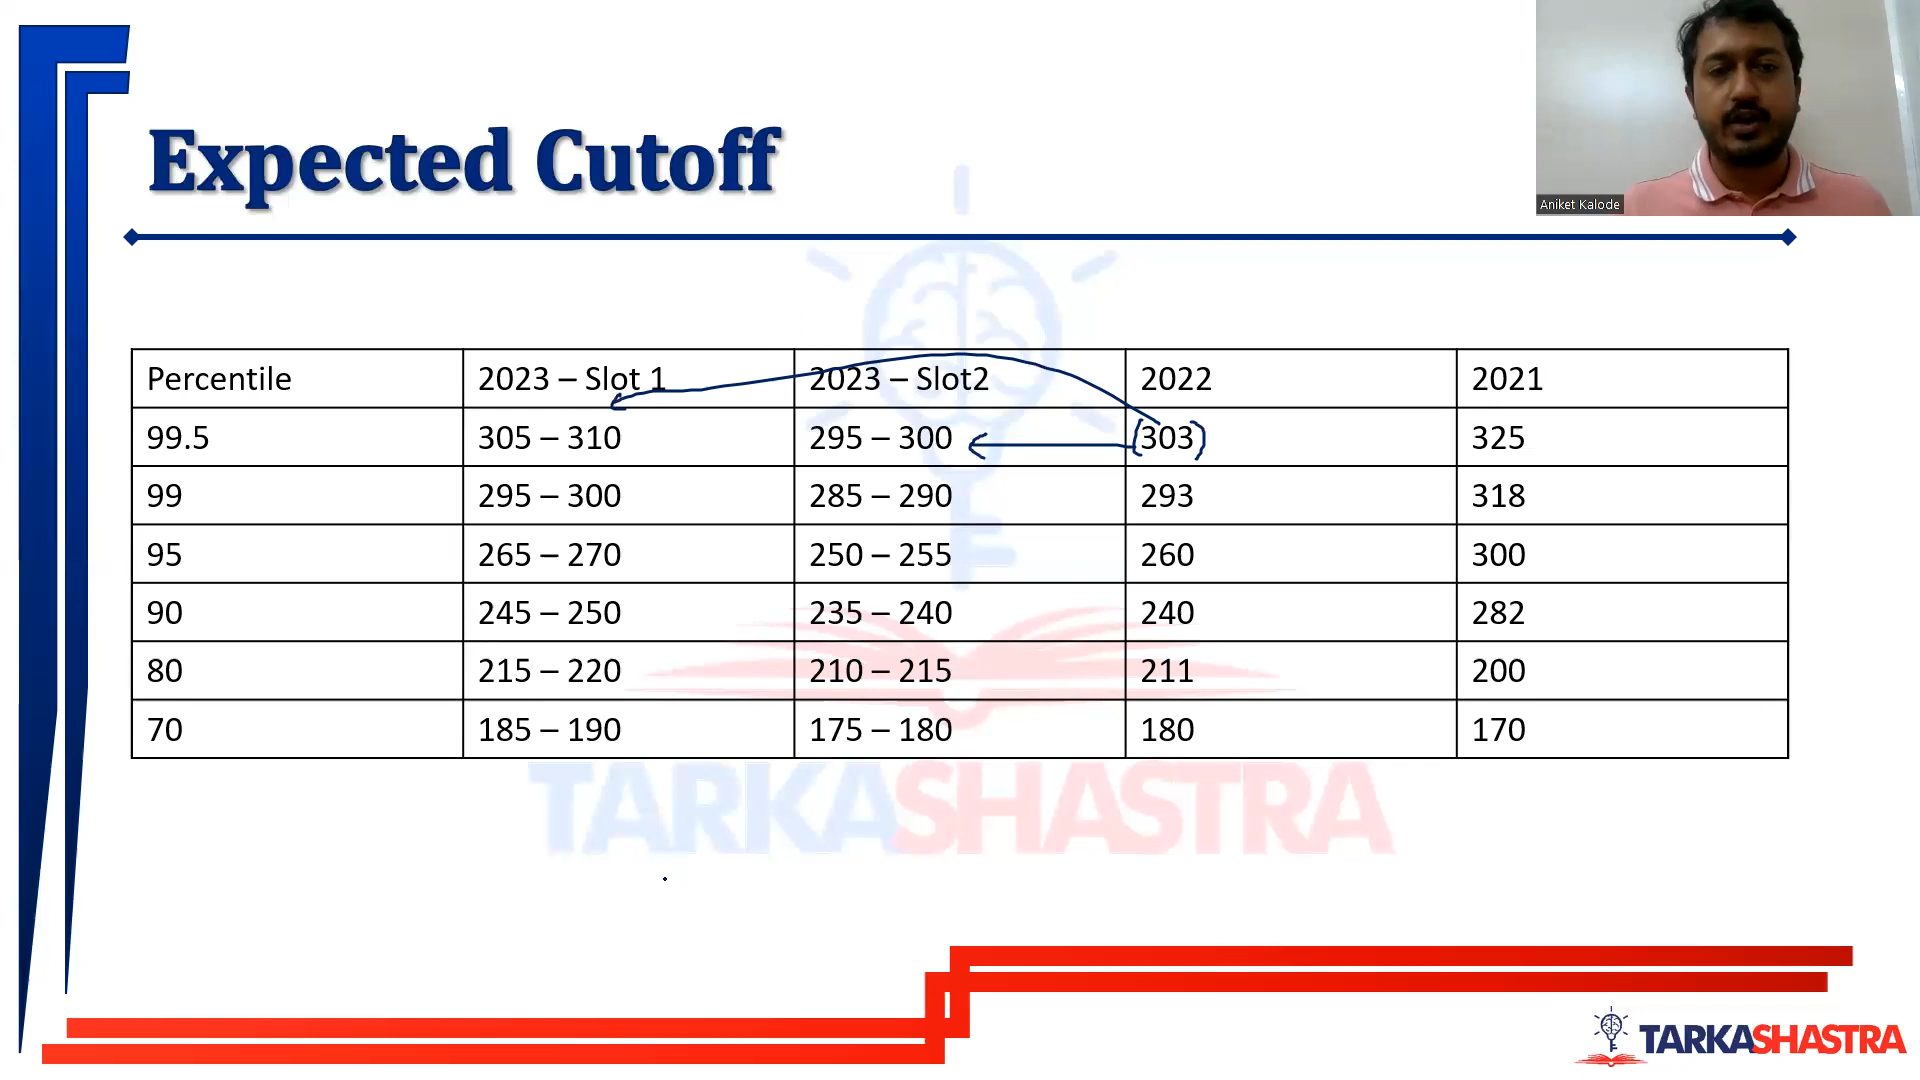 Expected Cutoff
Aniket Kalode
Percentile 2023 – Slot 1 2023 – Slot2 2022 2021
99.5 305 – 310 295 – 300 303 325
99 295 – 300 285 – 290 293 318
95 265 – 270 250 – 255 260 300
90 245 – 250 235 – 240 240 282
80 215 – 220 210 – 215 211 200
70 185 – 190 175 – 180 180 170
TARKASHASTRA
TARKASHASTRA